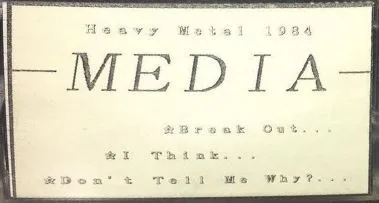 Heavy Metal 1984
MEDIA
☆Break Out...
☆I Think...
☆Don't Tell Me Why?...